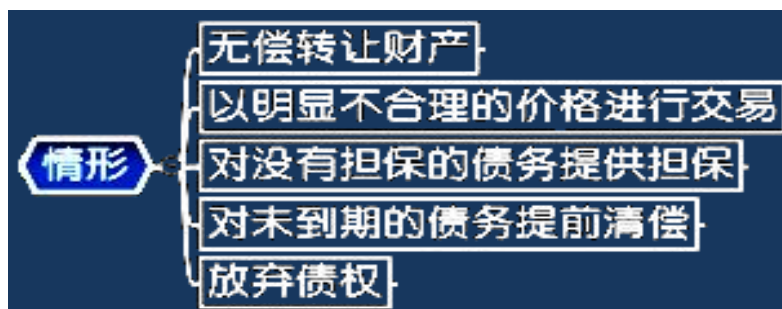 情形
无偿转让财产
以明显不合理的价格进行交易
对没有担保的债务提供担保
对未到期的债务提前清偿
放弃债权